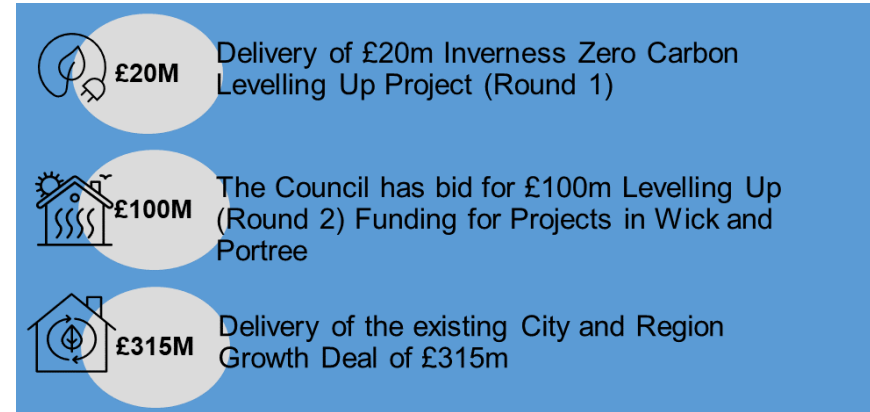 £20M
Delivery of £20m Inverness Zero Carbon
Levelling Up Project (Round 1)
£100M
The Council has bid for £100m Levelling Up
(Round 2) Funding for Projects in Wick and
Portree
£315M
Delivery of the existing City and Region
Growth Deal of £315m